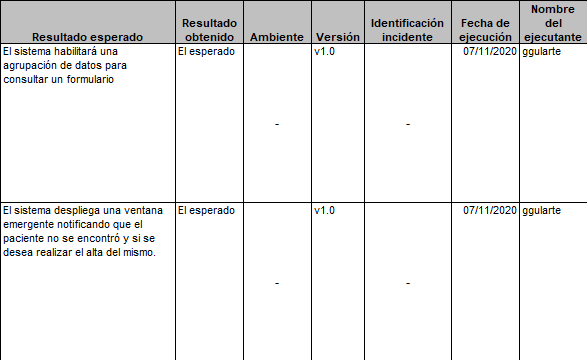 Resultado esperado
Resultado
obtenido
Ambiente
Versión
Identificación
incidente
Fecha de
ejecución
Nombre
del
ejecutante
El sistema habilitará una
agrupación de datos para
consultar un formulario
El esperado
-
v1.0
-
07/11/2020
ggularte
El sistema despliega una ventana
emergente notificando que el
paciente no se encontró y si se
desea realizar el alta del mismo.
El esperado
-
v1.0
-
07/11/2020
ggularte